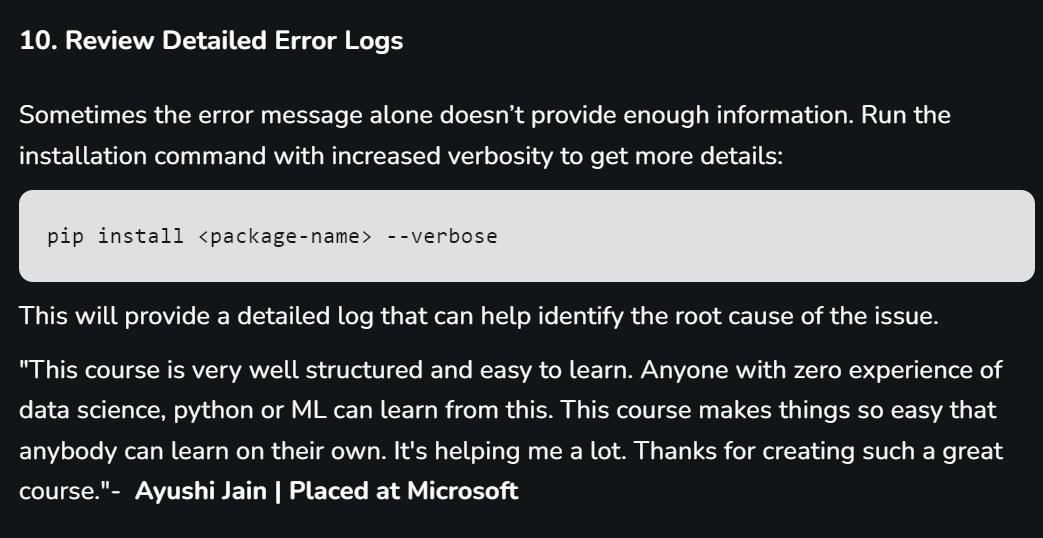 10. Review Detailed Error Logs
Sometimes the error message alone doesn’t provide enough information. Run the
installation command with increased verbosity to get more details:
pip install <package-name> --verbose
This will provide a detailed log that can help identify the root cause of the issue.
"This course is very well structured and easy to learn. Anyone with zero experience of
data science, python or ML can learn from this. This course makes things so easy that
anybody can learn on their own. It's helping me a lot. Thanks for creating such a great
course."- Ayushi Jain | Placed at Microsoft